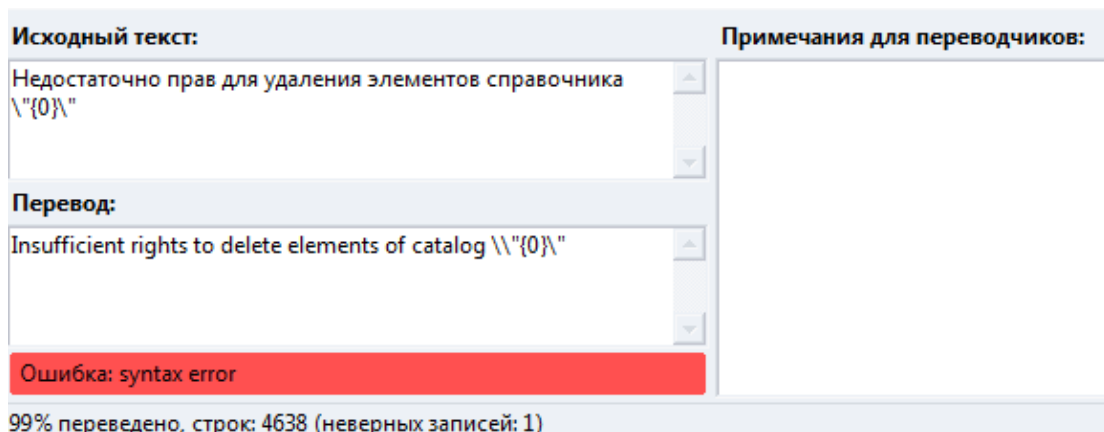 Исходный текст:
Примечания для переводчиков:
Недостаточно прав для удаления элементов справочника
\"{0}\"
Перевод:
Insufficient rights to delete elements of catalog \\"{0}\"
Ошибка: syntax error
99% переведено, строк: 4638 (неверных записей: 1)